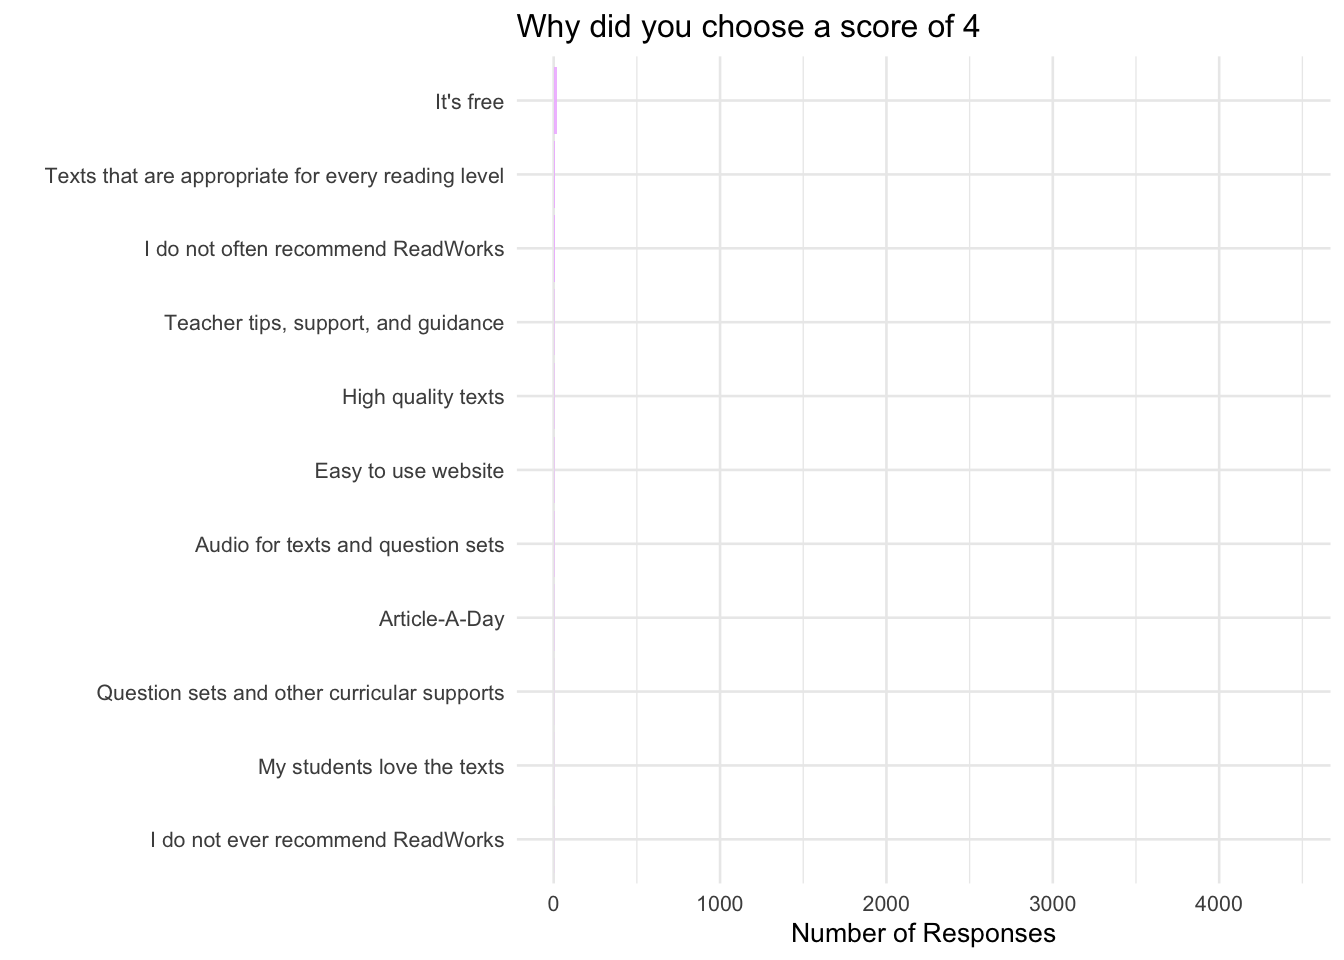 Why did you choose a score of 4
It's free
Texts that are appropriate for every reading level
I do not often recommend ReadWorks
Teacher tips, support, and guidance
High quality texts
Easy to use website
Audio for texts and question sets
Article-A-Day
Question sets and other curricular supports
My students love the texts
I do not ever recommend ReadWorks
0 1000 2000 3000 4000
Number of Responses